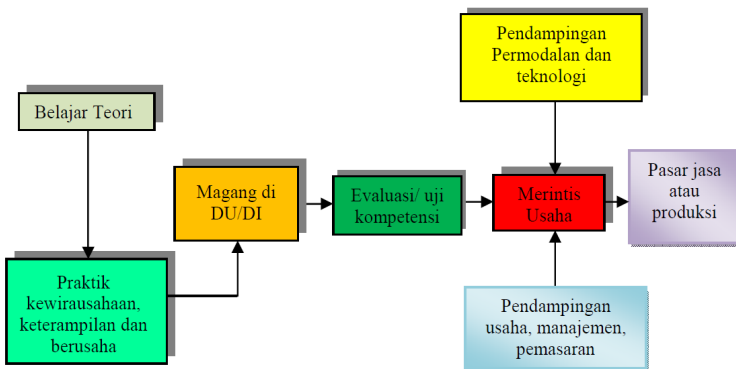 Belajar Teori
Praktik
kewirausahaan,
keterampilan dan
berusaha
Magang di
DU/DI
Evaluasi/ uji
kompetensi
Pendampingan
Permodalan dan
teknologi
Merintis
Usaha
Pendampingan
usaha, manajemen,
pemasaran
Pasar jasa
atau
produksi